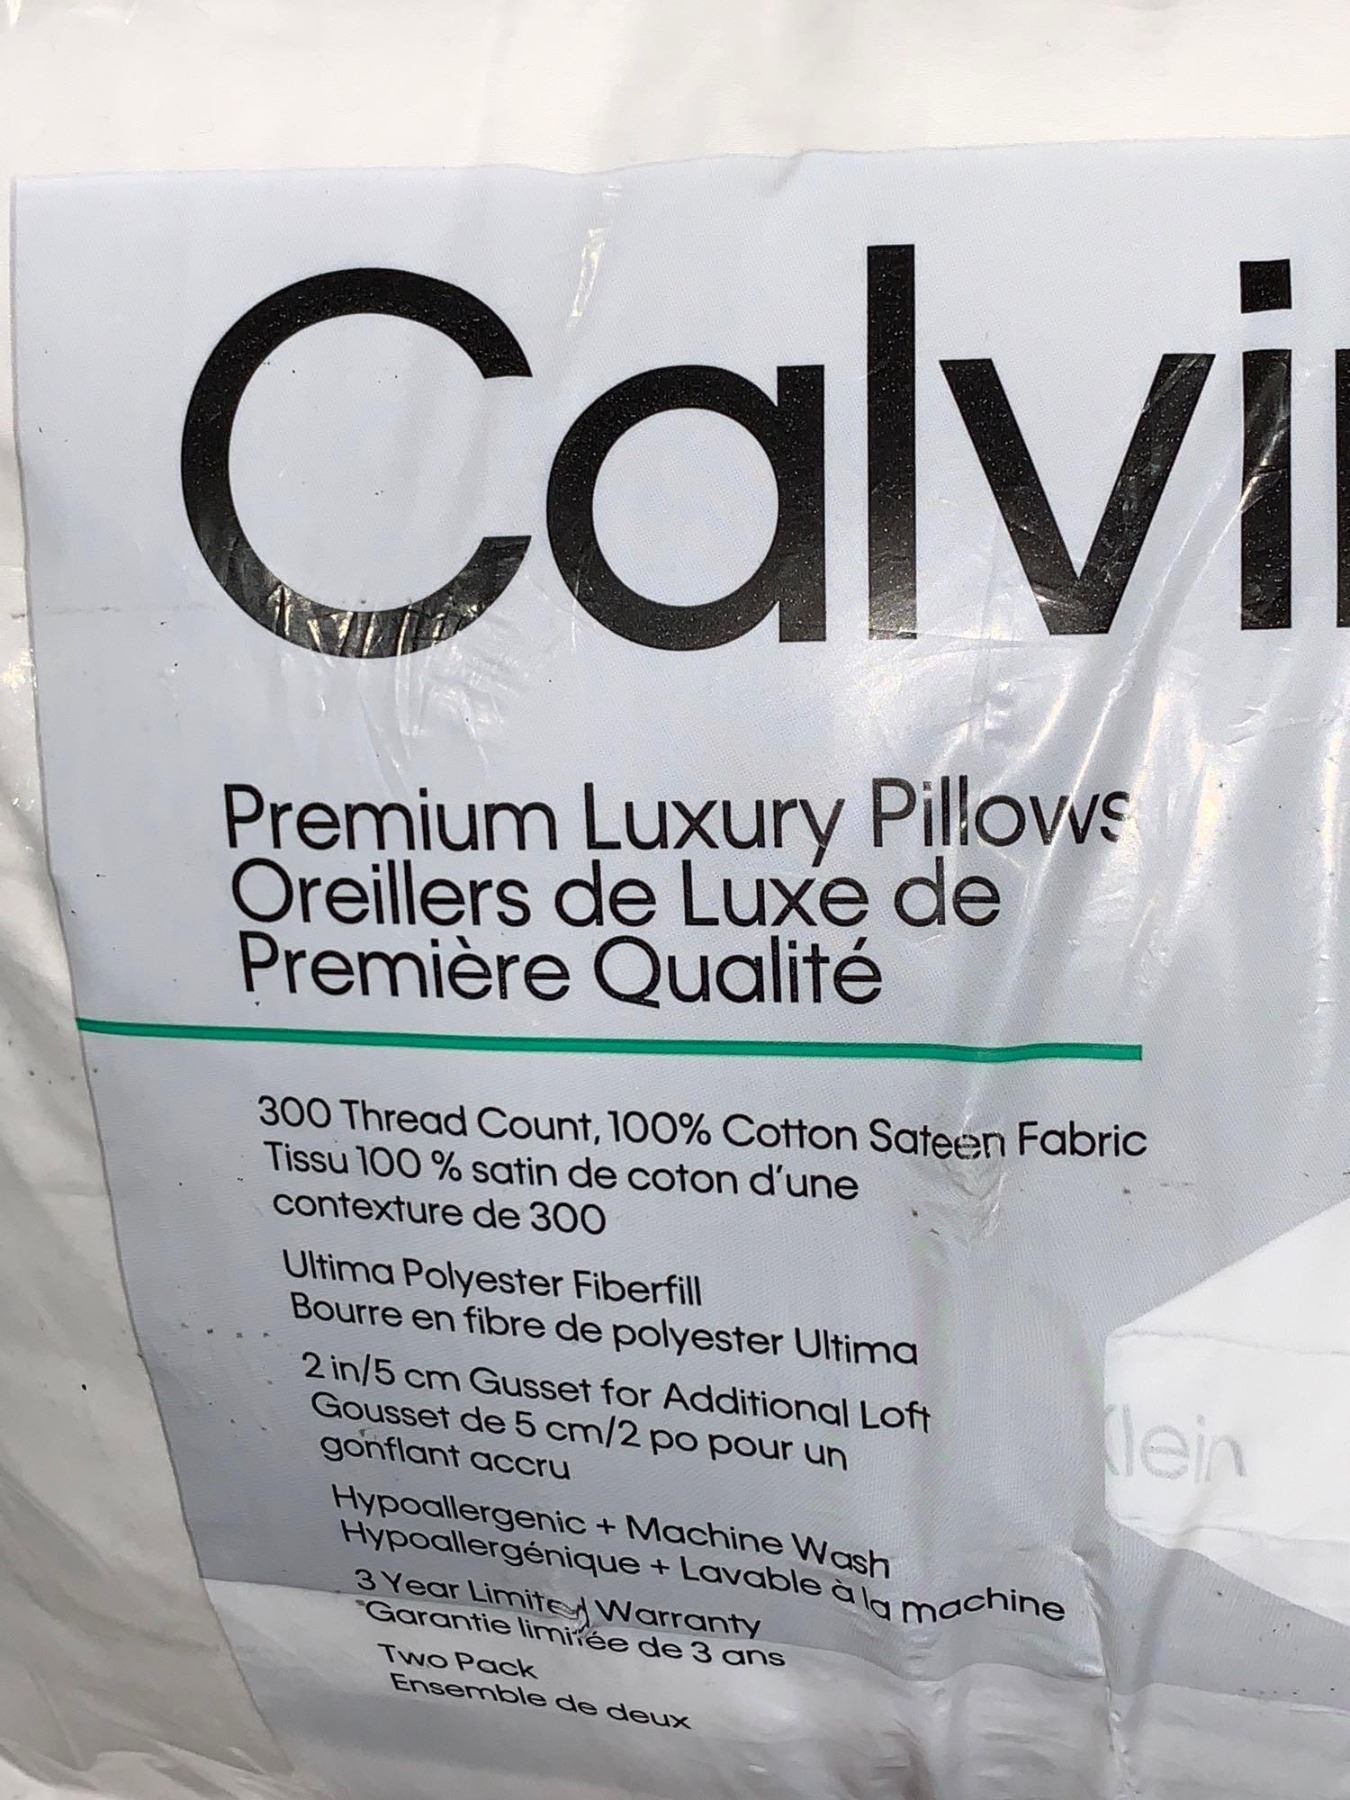 Calvin
Premium Luxury Pillows
Oreillers de Luxe de
Première Qualité
300 Thread Count, 100% Cotton Sateen Fabric
Tissu 100 % satin de coton d'une
contexture de 300
Ultima Polyester Fiberfill
Bourre en fibre de polyester Ultima
2 in/5 cm Gusset for Additional Loft
Gousset de 5 cm/2 po pour un
gonflant accru
Klein
Hypoallergenic + Machine Wash
Hypoallergénique + Lavable à la machine
3 Year Limited Warranty
Garantie limitée de 3 ans
Two Pack
Ensemble de deux